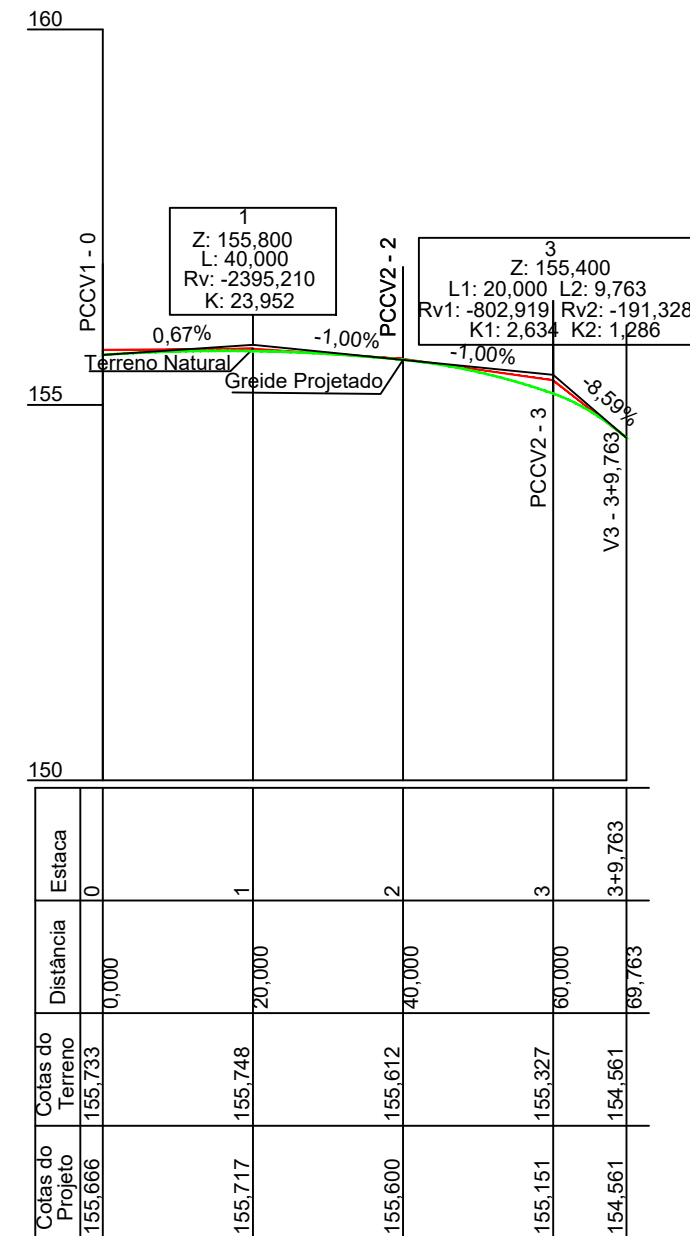 160
PCCV1 - 0
1
Z: 155,800
L: 40,000
Rv: -2395,210
K: 23,952
PCCV2 - 2
3
Z: 155,400
L1: 20,000 L2: 9,763
Rv1: -802,919 Rv2: -191,328
K1: 2,634 K2: 1,286
0,67%
-1,00%
-1,00%
-8,59%
Terreno Natural
Greide Projetado
155
PCCV2 - 3
V3 - 3+9,763
150
Estaca
0
1
2
3
3+9,763
Distância
0,000
20,000
40,000
60,000
69,763
Cotas do
Terreno
155,733
155,748
155,612
155,327
154,561
Cotas do
Projeto
155,666
155,717
155,600
155,151
154,561